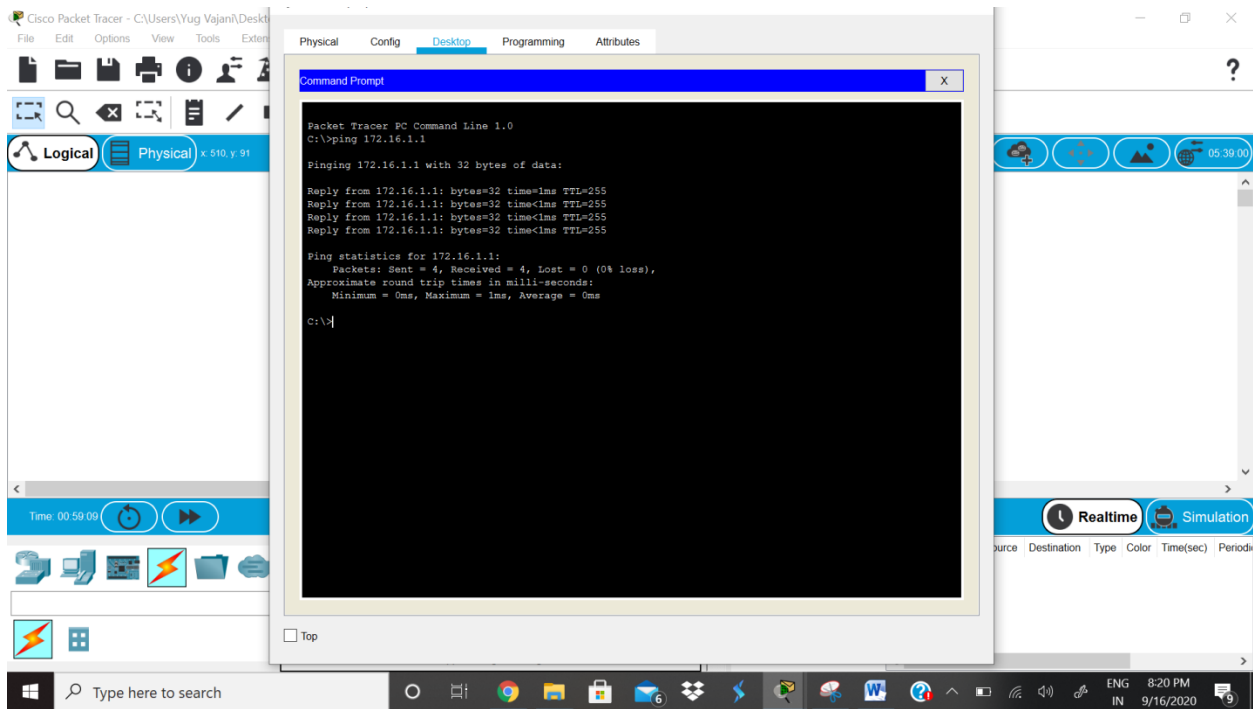 Cisco Packet Tracer - C:\Users\Yug Vajani\Deskt
File Edit Options View Tools Exten
Physical Config Desktop Programming Attributes
Command Prompt
X
?
Logical Physical x: 510, y: 91
05:39:00
Packet Tracer PC Command Line 1.0
C:\>ping 172.16.1.1
Pinging 172.16.1.1 with 32 bytes of data:
Reply from 172.16.1.1: bytes=32 time=1ms TTL=255
Reply from 172.16.1.1: bytes=32 time<1ms TTL=255
Reply from 172.16.1.1: bytes=32 time<1ms TTL=255
Reply from 172.16.1.1: bytes=32 time<1ms TTL=255
Ping statistics for 172.16.1.1:
Packets: Sent = 4, Received = 4, Lost = 0 (0% loss),
Approximate round trip times in milli-seconds:
Minimum = 0ms, Maximum = 1ms, Average = 0ms
C:\>
Time: 00:59:09
Realtime Simulation
ource Destination Type Color Time(sec) Periodi
Top
Type here to search
6
W
ENG
IN
8:20 PM
9/16/2020
9